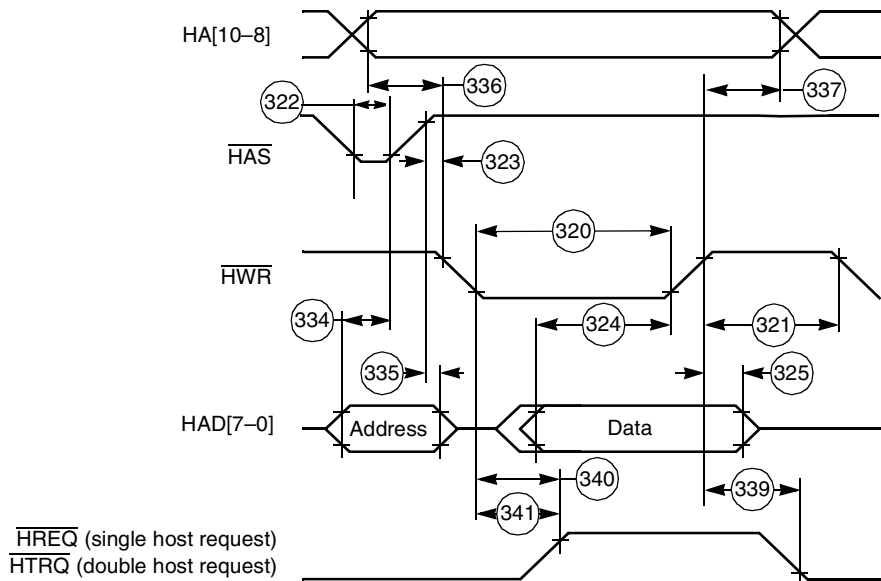 HA[10–8]
336
337
322
HAS
323
320
HWR
334
324
321
335
325
HAD[7–0]
Address
Data
340
339
341
HREQ (single host request)
HTRQ (double host request)